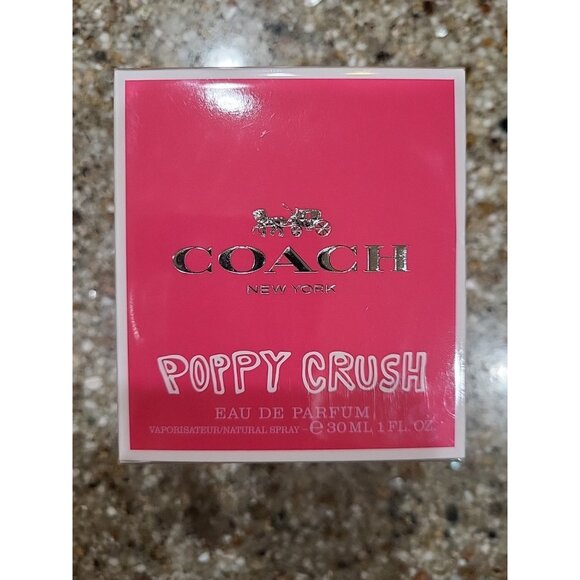 COACH
NEW YORK
POPPY CRUSH
EAU DE PARFUM
VAPORISATEUR/NATURAL SPRAY - ℮ 30 ML 1 FL. OZ.